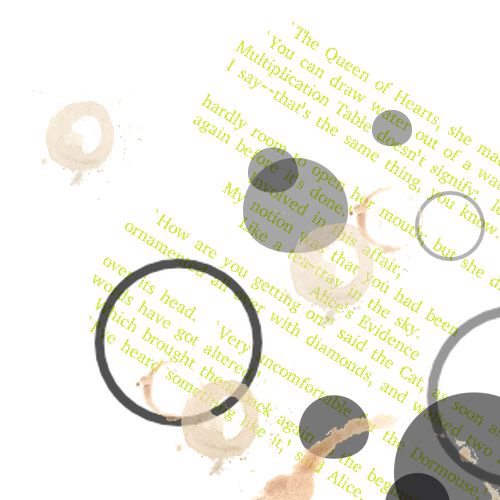 `The Queen of Hearts, she ma
`You can draw water out of a wa
Multiplication Table doesn't signify, l
I say--that's the same thing, you know.
hardly room to open her mouth; but she d
again before it's done.
involved in this affair,
My notion was that you had been
like a tea-tray in the sky.
Alice's Evidence
`How are you getting on?' said the Cat, as soon as
ornamented all over with diamonds, and walked two
over its head.
`Very uncomfortable for the Dormouse
words have got altered.
which brought them back again to the beg
I've heard something like it,' said Alice.